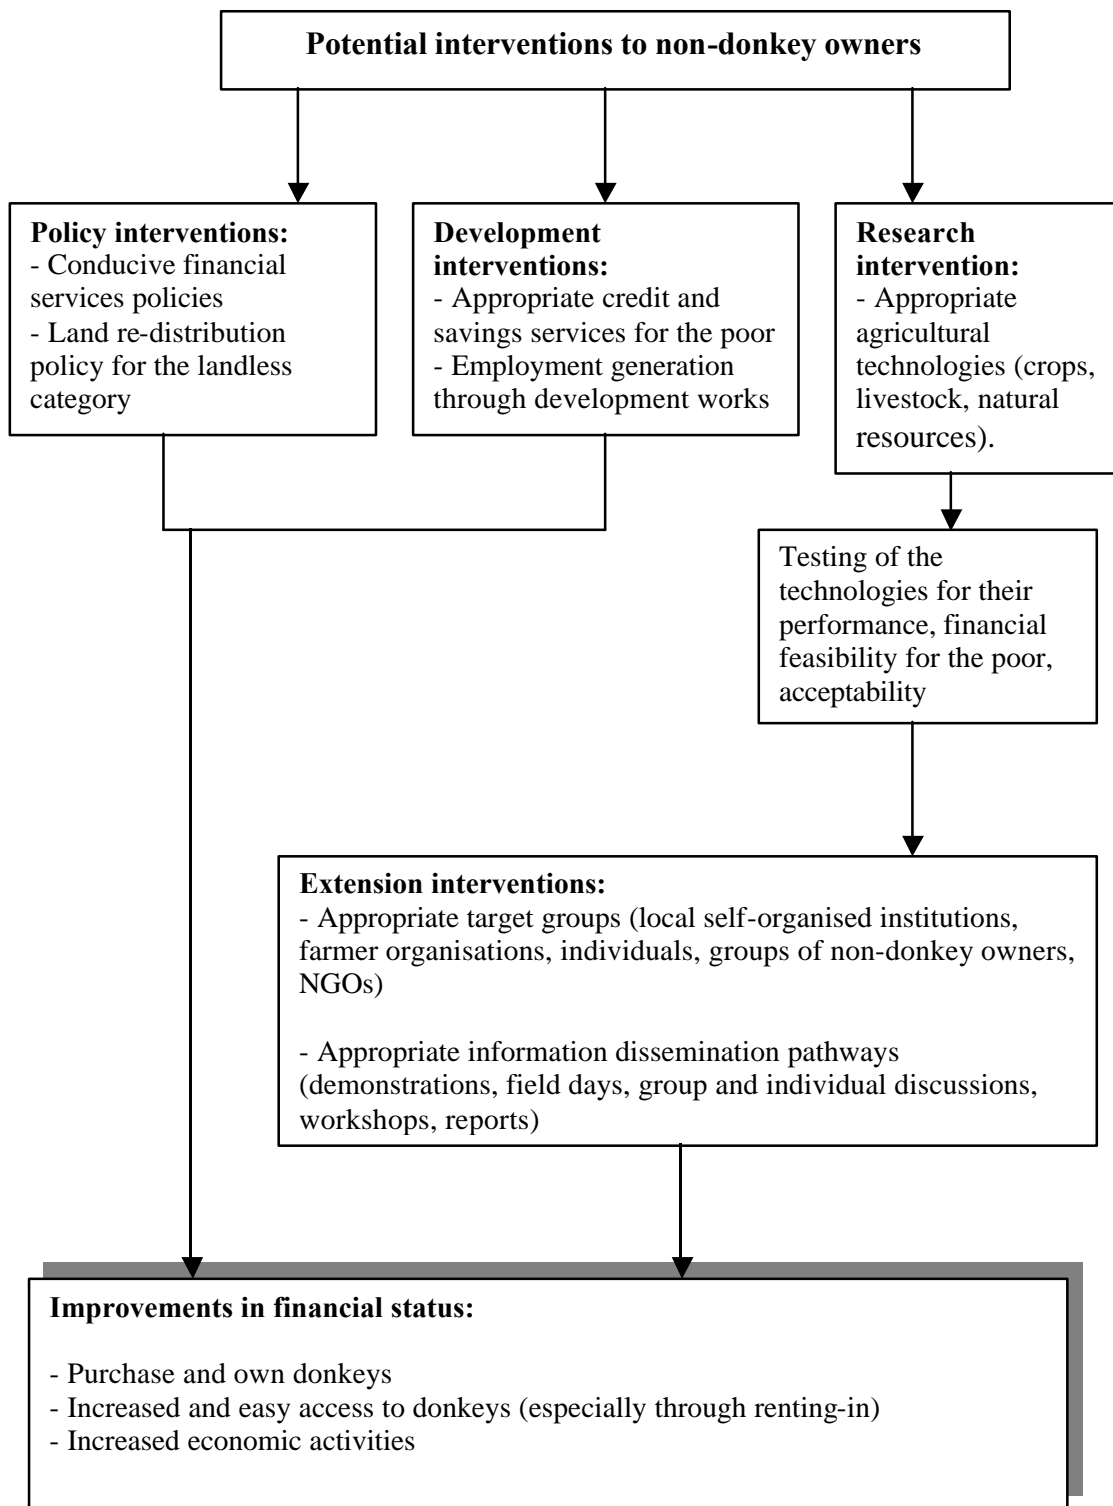 Potential interventions to non-donkey owners
Policy interventions:
- Conducive financial
services policies
- Land re-distribution
policy for the landless
category
Development
interventions:
- Appropriate credit and
savings services for the poor
- Employment generation
through development works
Research
intervention:
- Appropriate
agricultural
technologies (crops,
livestock, natural
resources).
Testing of the
technologies for their
performance, financial
feasibility for the poor,
acceptability
Extension interventions:
- Appropriate target groups (local self-organised institutions,
farmer organisations, individuals, groups of non-donkey owners,
NGOs)
- Appropriate information dissemination pathways
(demonstrations, field days, group and individual discussions,
workshops, reports)
Improvements in financial status:
- Purchase and own donkeys
- Increased and easy access to donkeys (especially through renting-in)
- Increased economic activities